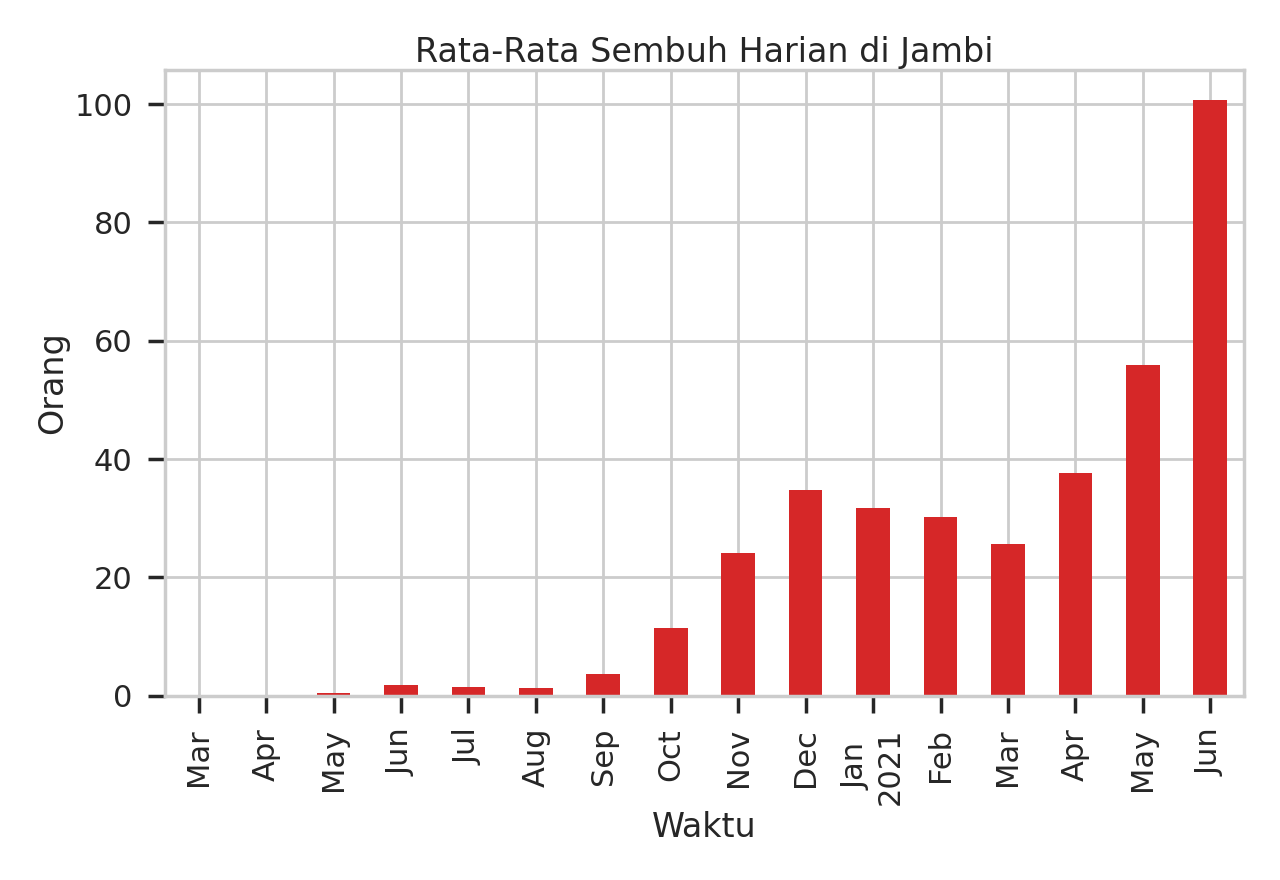 Rata-Rata Sembuh Harian di Jambi
100
80
60
40
20
0
Orang
Mar
Apr
May
Jun
Jul
Aug
Sep
Oct
Nov
Dec
Jan
2021
Feb
Mar
Apr
May
Jun
Waktu